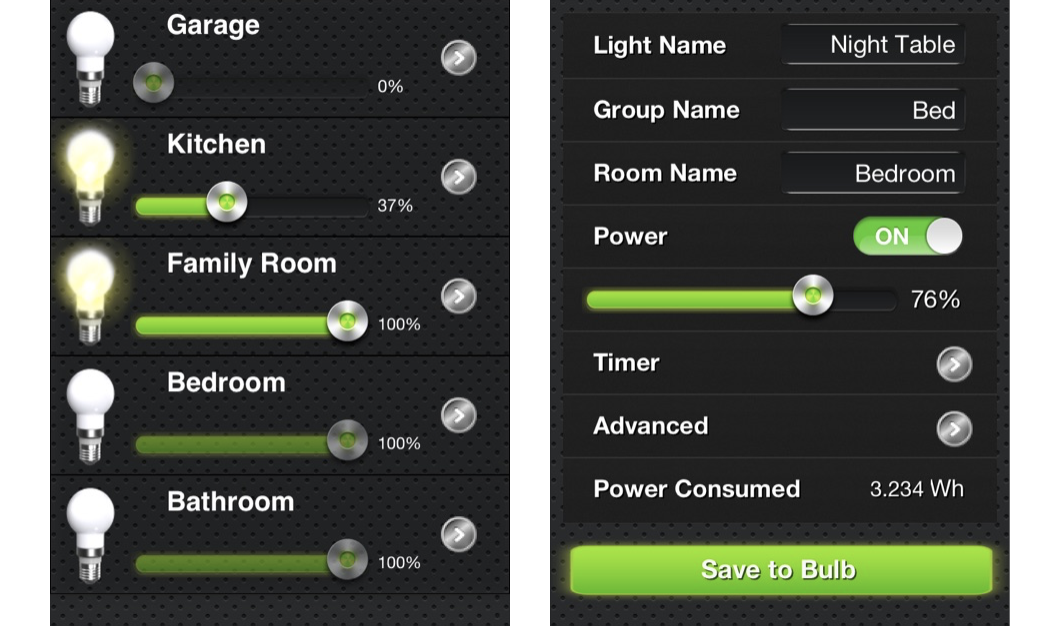 Garage
0%
Kitchen
37%
Family Room
100%
Bedroom
100%
Bathroom
100%
Light Name Night Table
Group Name Bed
Room Name Bedroom
Power ON
76%
Timer
Advanced
Power Consumed 3.234 Wh
Save to Bulb